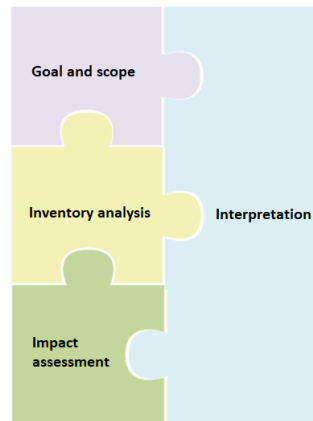 Goal and scope
Inventory analysis
Interpretation
Impact
assessment